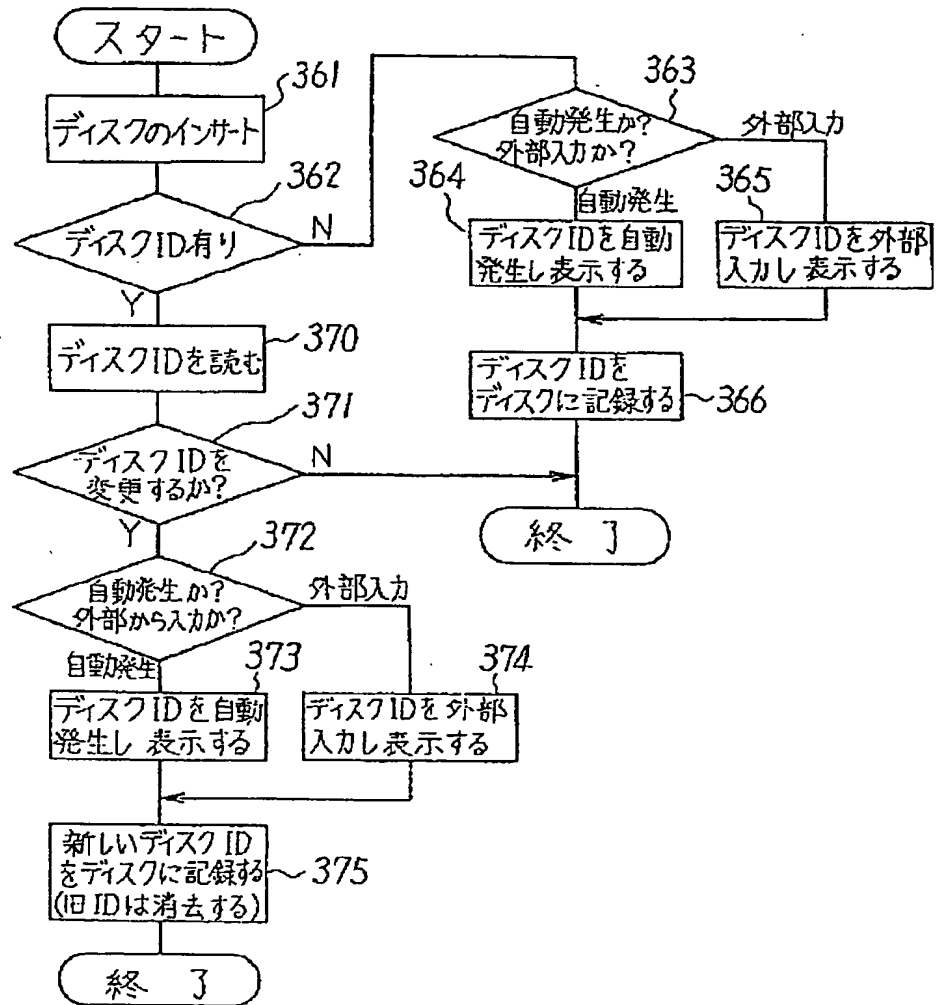 スタート
361
ディスクのインサート
362
ディスクID有り
N
Y
363
自動発生か?
外部入力か?
外部入力
自動発生
364
ディスクIDを自動
発生し表示する
365
ディスクIDを外部
入力し表示する
ディスクIDを
ディスクに記録する
366
370
ディスクIDを読む
371
ディスクIDを
変更するか?
N
Y
終了
372
自動発生か?
外部から入力か?
外部入力
自動発生
373
ディスクIDを自動
発生し表示する
374
ディスクIDを外部
入力し表示する
新しいディスクID
をディスクに記録する
(旧IDは消去する)
375
終了